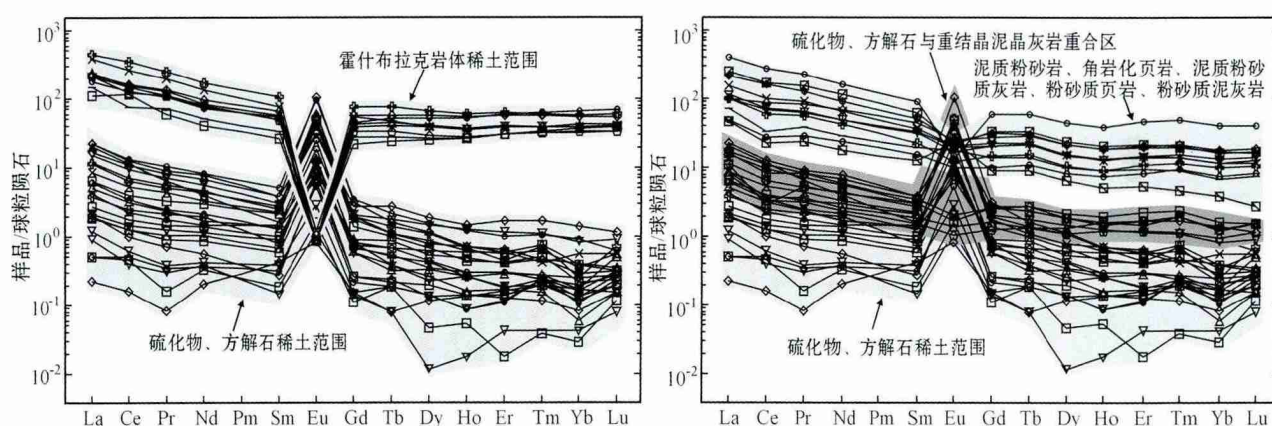 样品/球粒陨石
10³
10²
10¹
10⁰
10⁻¹
10⁻²
霍什布拉克岩体稀土范围
硫化物、方解石稀土范围
La Ce Pr Nd Pm Sm Eu Gd Tb Dy Ho Er Tm Yb Lu
样品/球粒陨石
10³
10²
10¹
10⁰
10⁻¹
10⁻²
硫化物、方解石与重结晶泥晶灰岩重合区
泥质粉砂岩、角岩化页岩、泥质粉砂
质灰岩、粉砂质页岩、粉砂质泥灰岩
硫化物、方解石稀土范围
La Ce Pr Nd Pm Sm Eu Gd Tb Dy Ho Er Tm Yb Lu